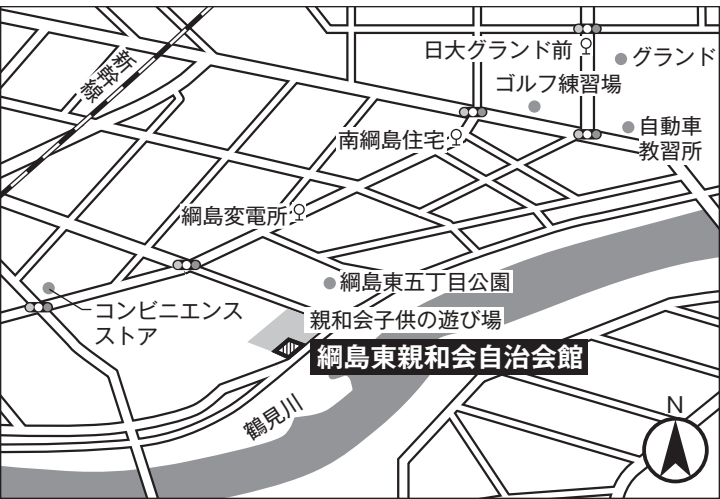 日大グランド前
グランド
新幹線
ゴルフ練習場
自動車
教習所
南綱島住宅
綱島変電所
綱島東五丁目公園
コンビニエンス
ストア
親和会子供の遊び場
綱島東親和会自治会館
鶴見川
N